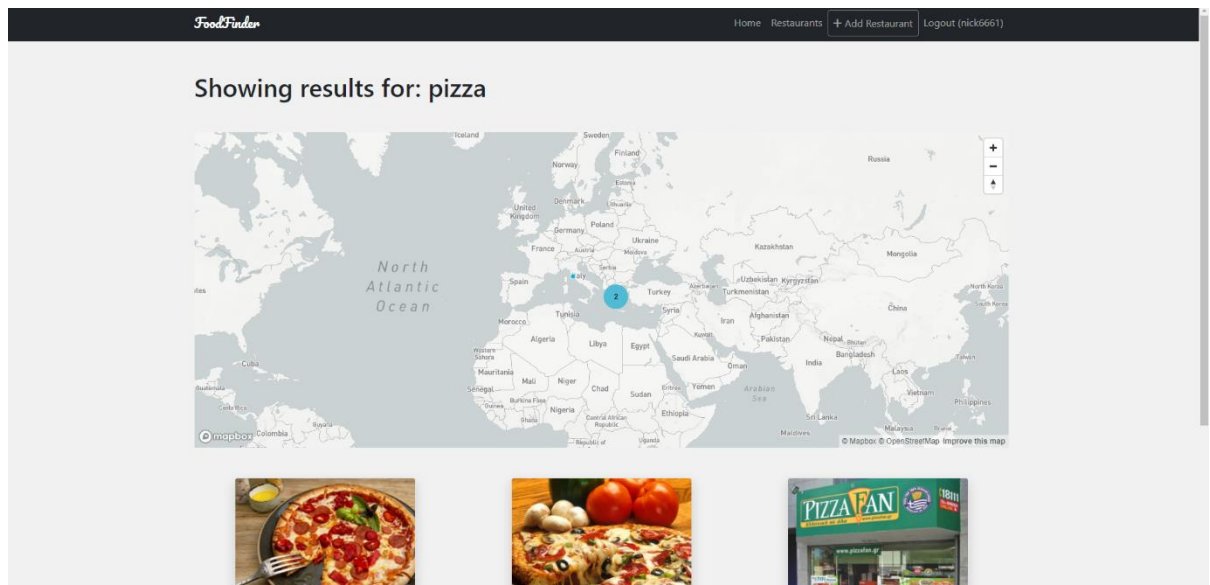 FoodFinder
Home Restaurants + Add Restaurant Logout (nick6661)
Showing results for: pizza
Iceland
Sweden
Finland
Norway
Russia
Estonia
United Kingdom
Denmark
Lithuania
Poland
Germany
Ukraine
France
Austria
Moldova
Kazakhstan
Mongolia
North
Atlantic
Ocean
Serbia
Italy
Spain
2
Turkey
Azerbaijan
Uzbekistan
Kyrgyzstan
Turkmenistan
North Korea
South Korea
China
Tunisia
Syria
Morocco
Iran
Afghanistan
Algeria
Libya
Egypt
Kuwait
Pakistan
Nepal
Bhutan
Western
Sahara
Cuba
Saudi Arabia
Oman
India
Bangladesh
Taiwan
Laos
Mauritania
Mali
Niger
Chad
Sudan
Eritrea
Yemen
Arabian
Sea
Vietnam
Philippines
Guatemala
Senegal
Burkina Faso
Costa Rica
Guinea
Nigeria
Ghana
Central African
Republic
Ethiopia
Sri Lanka
mapbox
Colombia
Guyana
Republic of
Uganda
Maldives
Malaysia
Brunei
© Mapbox © OpenStreetMap Improve this map
PIZZA FAN
18111
www.pizzafan.gr